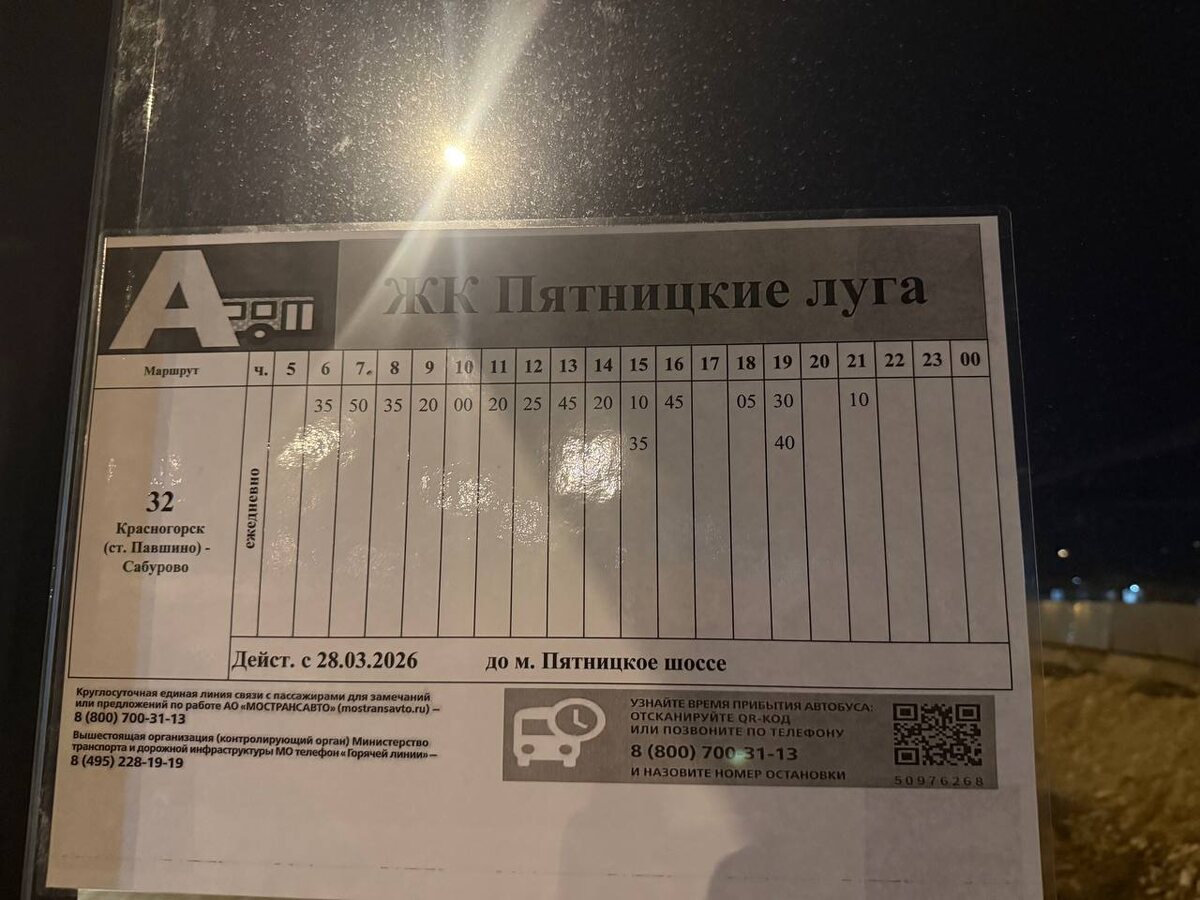 А ЖК Пятницкие луга
Маршрут ч. 5 6 7 8 9 10 11 12 13 14 15 16 17 18 19 20 21 22 23 00
35 50 35 20 00 20 25 45 20 10 45 05 30 10
35 40
ежедневно
32
Красногорск
(ст. Павшино) -
Сабурово
Дейст. с 28.03.2026 до м. Пятницкое шоссе
Круглосуточная единая линия связи с пассажирами для замечаний
или предложений по работе АО «МОСТРАНСАВТО» (mostransavto.ru) –
8 (800) 700-31-13
Вышестоящая организация (контролирующий орган) Министерство
транспорта и дорожной инфраструктуры МО телефон «Горячей линии» –
8 (495) 228-19-19
УЗНАЙТЕ ВРЕМЯ ПРИБЫТИЯ АВТОБУСА:
ОТСКАНИРУЙТЕ QR-КОД
ИЛИ ПОЗВОНИТЕ ПО ТЕЛЕФОНУ
8 (800) 700-31-13
И НАЗОВИТЕ НОМЕР ОСТАНОВКИ
50976268